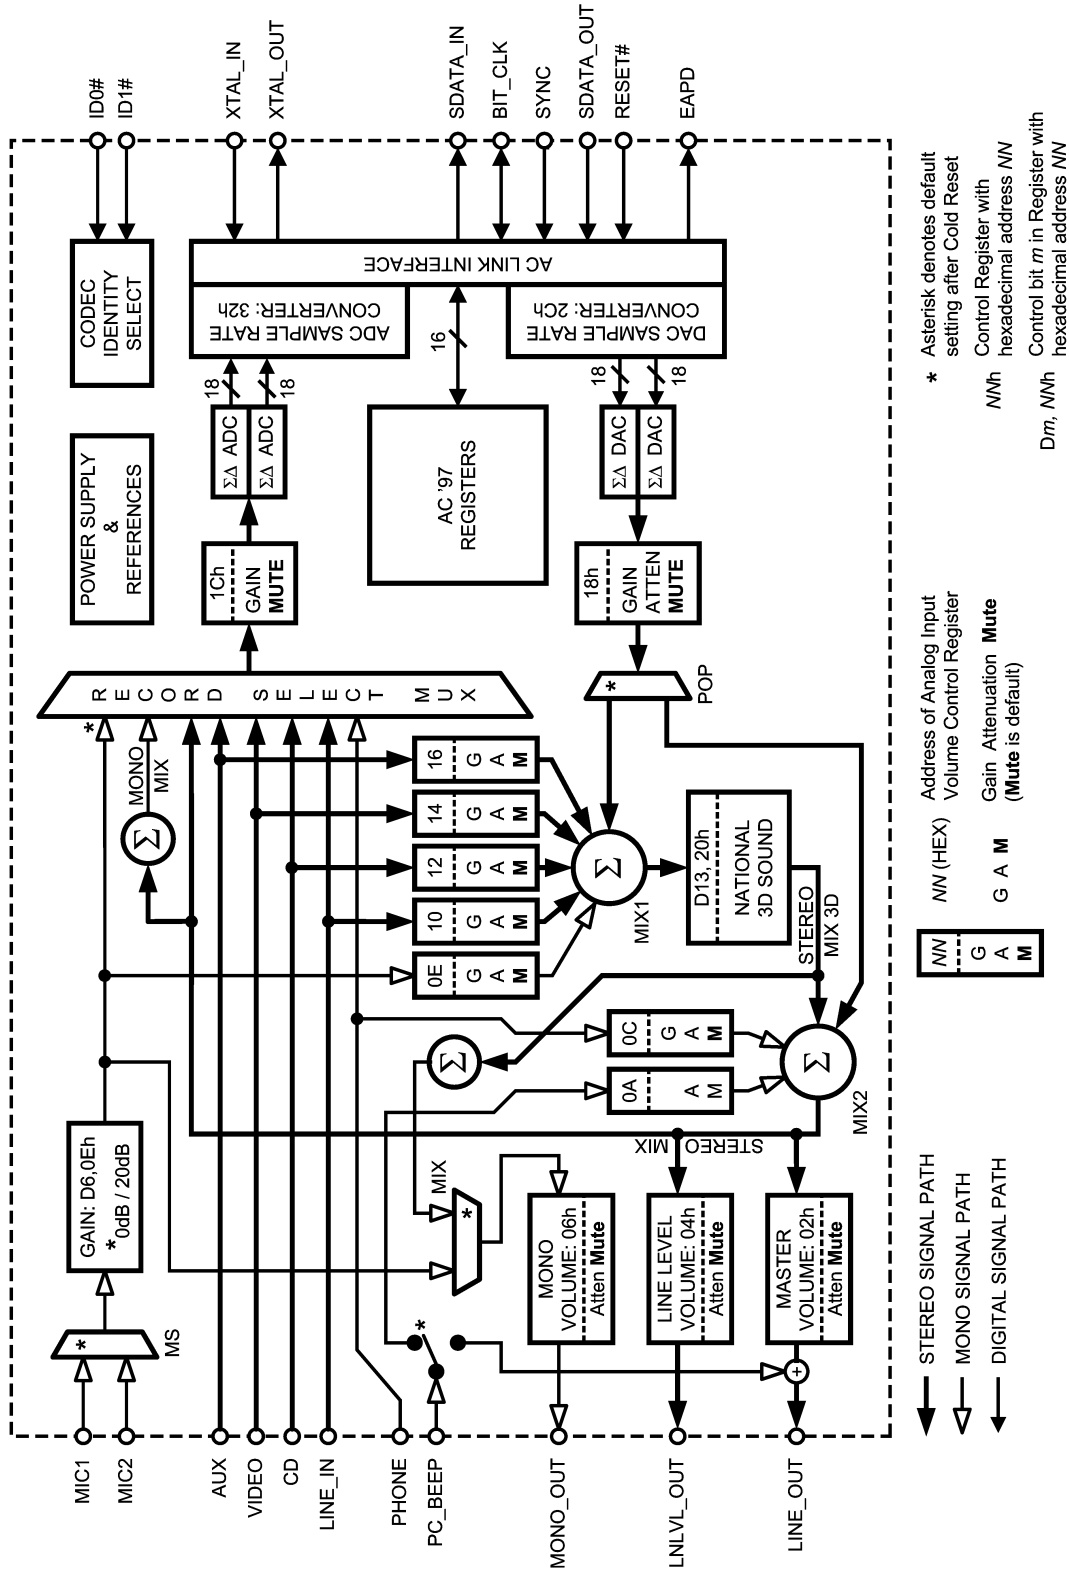 MIC1
MIC2
AUX
VIDEO
CD
LINE_IN
PHONE
PC_BEEP
MONO_OUT
LNLVL_OUT
LINE_OUT
*
MS
GAIN: D6,0Eh
* 0dB / 20dB
*
MIX
*
MONO
VOLUME: 06h
Atten Mute
LINE LEVEL
VOLUME: 04h
Atten Mute
MASTER
VOLUME: 02h
Atten Mute
+
STEREO
MIX
Σ
0A
A
M
0C
G
A
M
Σ
MIX2
0E
G
A
M
10
G
A
M
12
G
A
M
14
G
A
M
16
G
A
M
Σ
MIX1
Σ
MONO
MIX
*
RECORD SELECT MUX
D13, 20h
NATIONAL
3D SOUND
STEREO
MIX 3D
*
POP
POWER SUPPLY
&
REFERENCES
1Ch
GAIN
MUTE
18h
GAIN
ATTEN
MUTE
ΣΔ ADC
ΣΔ ADC
18
18
AC '97
REGISTERS
16
ΣΔ DAC
ΣΔ DAC
18
18
CODEC
IDENTITY
SELECT
ADC SAMPLE RATE
CONVERTER: 32h
AC LINK INTERFACE
DAC SAMPLE RATE
CONVERTER: 2Ch
ID0#
ID1#
XTAL_IN
XTAL_OUT
SDATA_IN
BIT_CLK
SYNC
SDATA_OUT
RESET#
EAPD
STEREO SIGNAL PATH
MONO SIGNAL PATH
DIGITAL SIGNAL PATH
NN
G
A
M
NN (HEX) Address of Analog Input
Volume Control Register
G A M Gain Attenuation Mute
(Mute is default)
* Asterisk denotes default
setting after Cold Reset
NNh Control Register with
hexadecimal address NN
Dm, NNh Control bit m in Register with
hexadecimal address NN